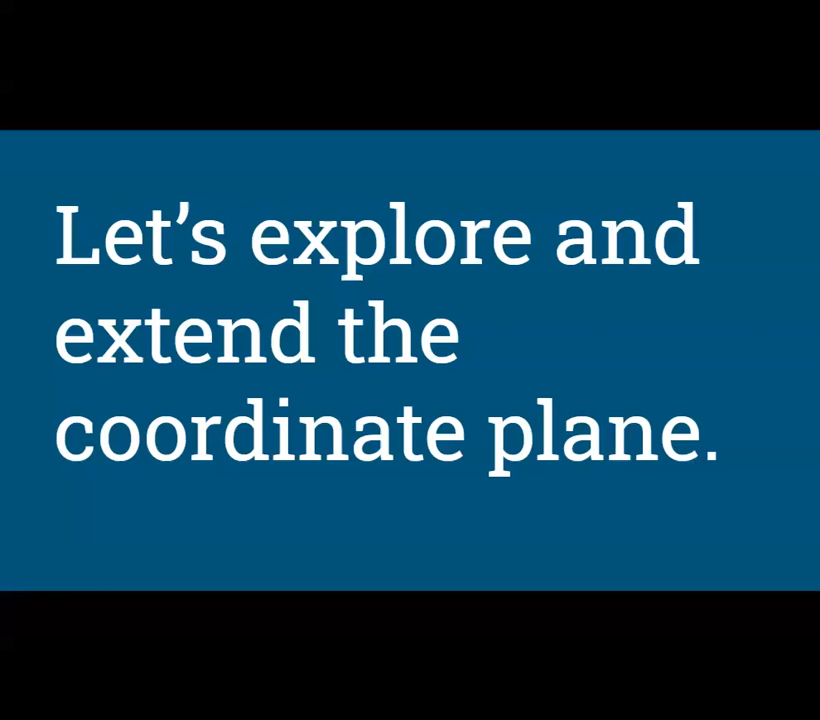 Let’s explore and
extend the
coordinate plane.